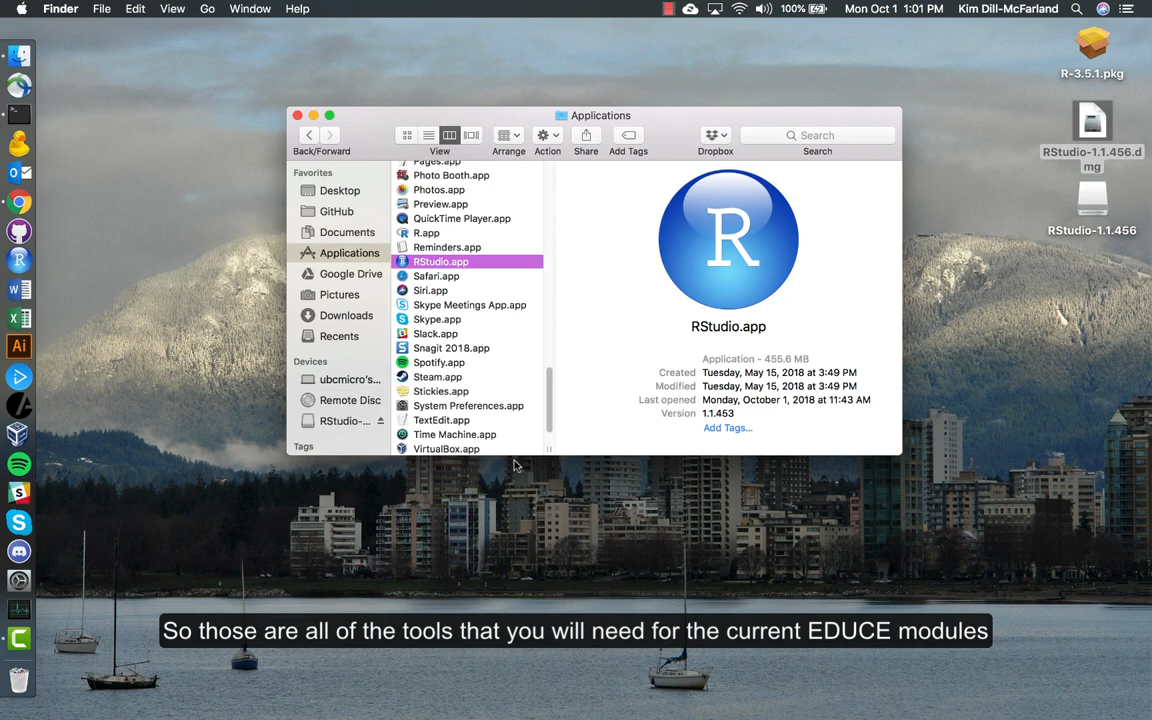 Finder File Edit View Go Window Help 100% Mon Oct 1 1:01 PM Kim Dill-McFarland
R-3.5.1.pkg
RStudio-1.1.456.d
mg
RStudio-1.1.456
Applications
Back/Forward View Arrange Action Share Add Tags Dropbox Search
Search
Favorites
Desktop
GitHub
Documents
Applications
Google Drive
Pictures
Downloads
Recents
Devices
ubcmicro's...
Remote Disc
RStudio-...
Tags
Pages.app
Photo Booth.app
Photos.app
Preview.app
QuickTime Player.app
R.app
Reminders.app
RStudio.app
Safari.app
Siri.app
Skype Meetings App.app
Skype.app
Slack.app
Snagit 2018.app
Spotify.app
Steam.app
Stickies.app
System Preferences.app
TextEdit.app
Time Machine.app
VirtualBox.app
R
RStudio.app
Application - 455.6 MB
Created Tuesday, May 15, 2018 at 3:49 PM
Modified Tuesday, May 15, 2018 at 3:49 PM
Last opened Monday, October 1, 2018 at 11:43 AM
Version 1.1.453
Add Tags...
Ai
So those are all of the tools that you will need for the current EDUCE modules